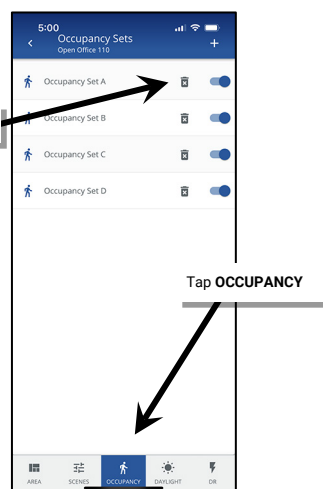 5:00
Occupancy Sets
Open Office 110
Occupancy Set A
Occupancy Set B
Occupancy Set C
Occupancy Set D
Tap OCCUPANCY
AREA SCENES OCCUPANCY DAYLIGHT DR